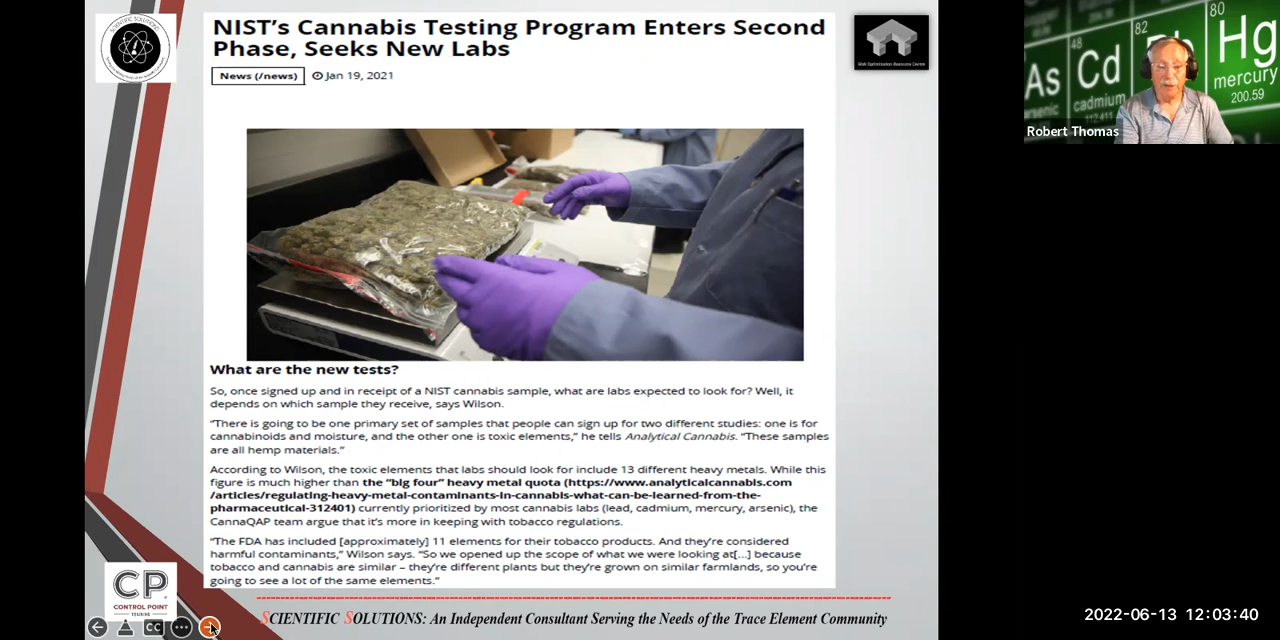 NIST's Cannabis Testing Program Enters Second
Phase, Seeks New Labs
News (/news) Jan 19, 2021
What are the new tests?
So, once signed up and in receipt of a NIST cannabis sample, what are labs expected to look for? Well, it
depends on which sample they receive, says Wilson.
"There is going to be one primary set of samples that people can sign up for two different studies: one is for
cannabinoids and moisture, and the other one is toxic elements," he tells Analytical Cannabis. "These samples
are all hemp materials."
According to Wilson, the toxic elements that labs should look for include 13 different heavy metals. While this
figure is much higher than the "big four" heavy metal quota (https://www.analyticalcannabis.com
/articles/regulating-heavy-metal-contaminants-in-cannabis-what-can-be-learned-from-the-
pharmaceutical-312401) currently prioritized by most cannabis labs (lead, cadmium, mercury, arsenic), the
CannaQAP team argue that it's more in keeping with tobacco regulations.
"The FDA has included [approximately] 11 elements for their tobacco products. And they're considered
harmful contaminants," Wilson says. "So we opened up the scope of what we were looking at[...] because
tobacco and cannabis are similar – they're different plants but they're grown on similar farmlands, so you're
going to see a lot of the same elements."
SCIENTIFIC SOLUTIONS: An Independent Consultant Serving the Needs of the Trace Element Community
SCIENTIFIC SOLUTIONS
Risk Optimization Resource Centre
CP
CONTROL POINT
TRAINING
CC
80
82
48
As
Cd
Hg
cadmium
mercury
112.411
200.59
Robert Thomas
2022-06-13 12:03:40